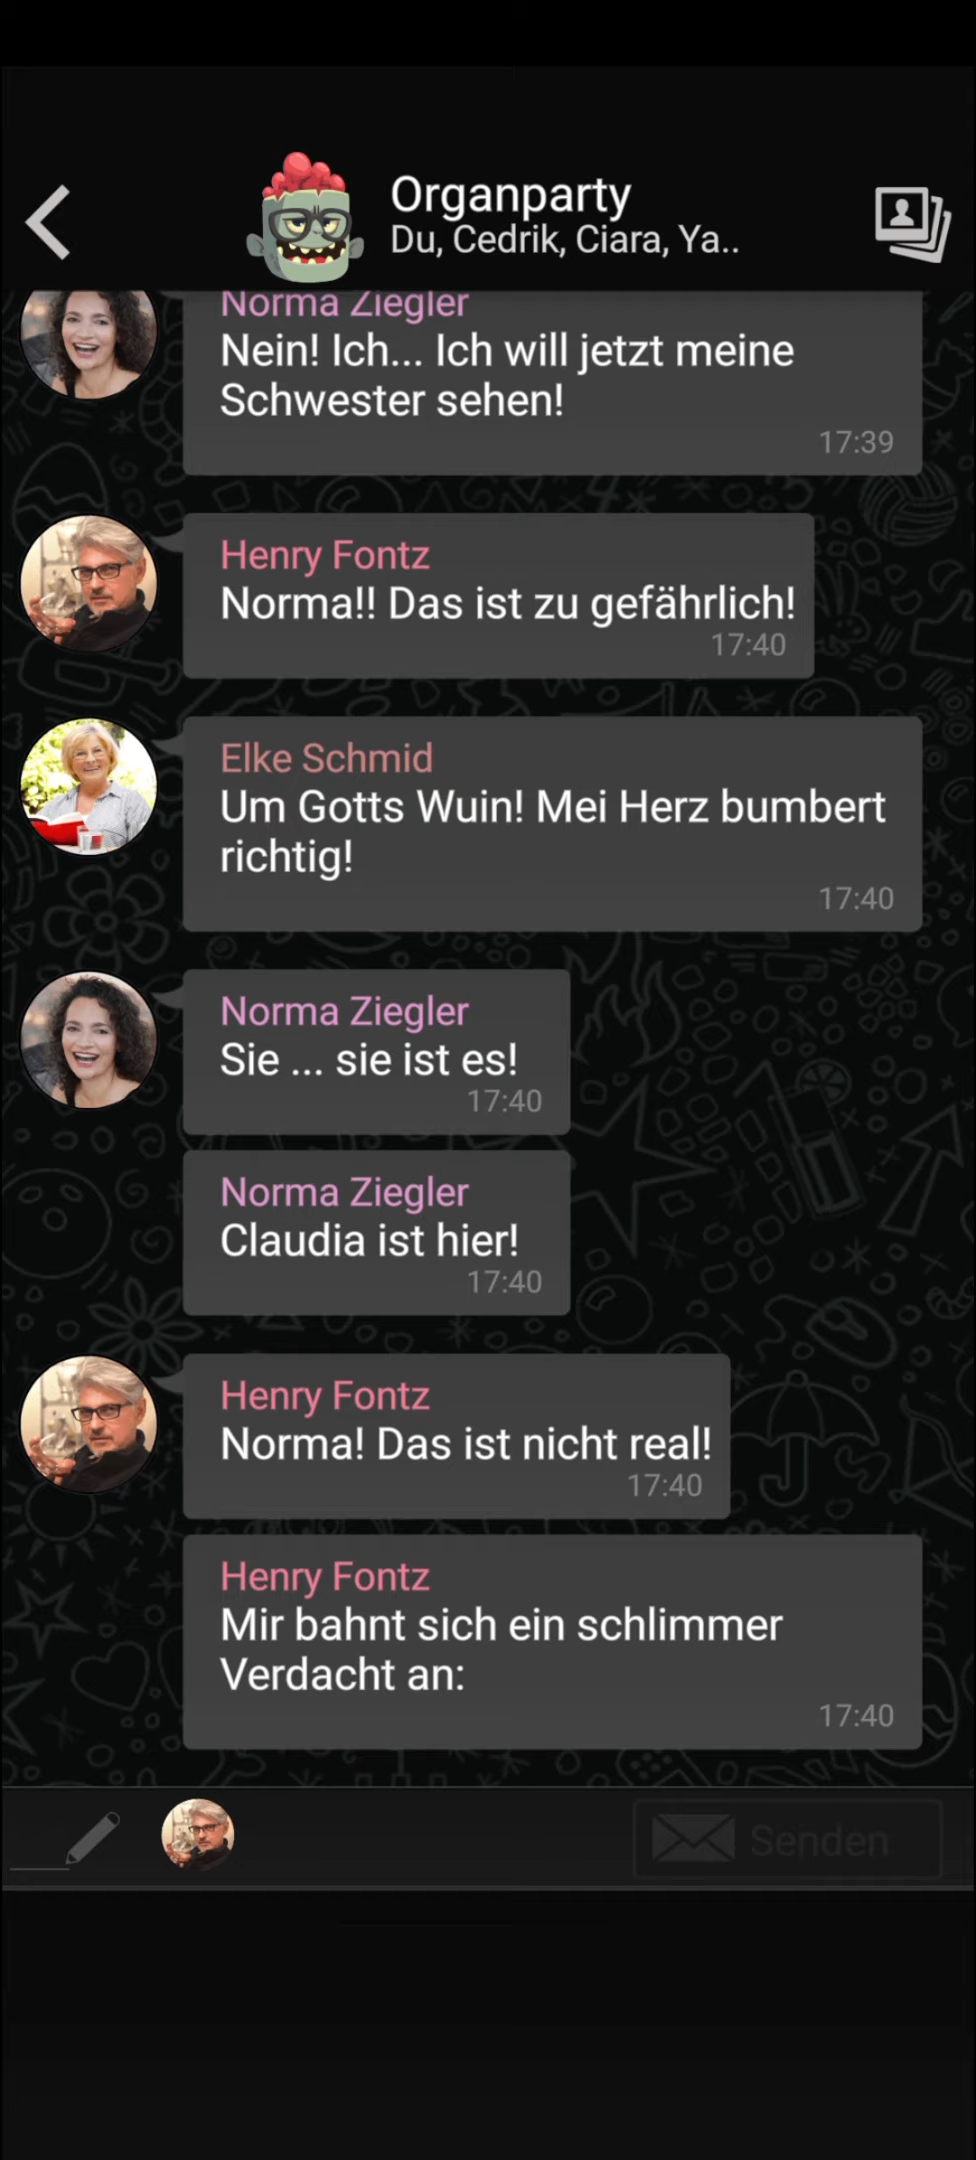 Organparty
Du, Cedrik, Ciara, Ya..
Norma Ziegler
Nein! Ich... Ich will jetzt meine
Schwester sehen!
17:39
Henry Fontz
Norma!! Das ist zu gefährlich!
17:40
Elke Schmid
Um Gotts Wuin! Mei Herz bumbert
richtig!
17:40
Norma Ziegler
Sie ... sie ist es!
17:40
Norma Ziegler
Claudia ist hier!
17:40
Henry Fontz
Norma! Das ist nicht real!
17:40
Henry Fontz
Mir bahnt sich ein schlimmer
Verdacht an:
17:40
Senden